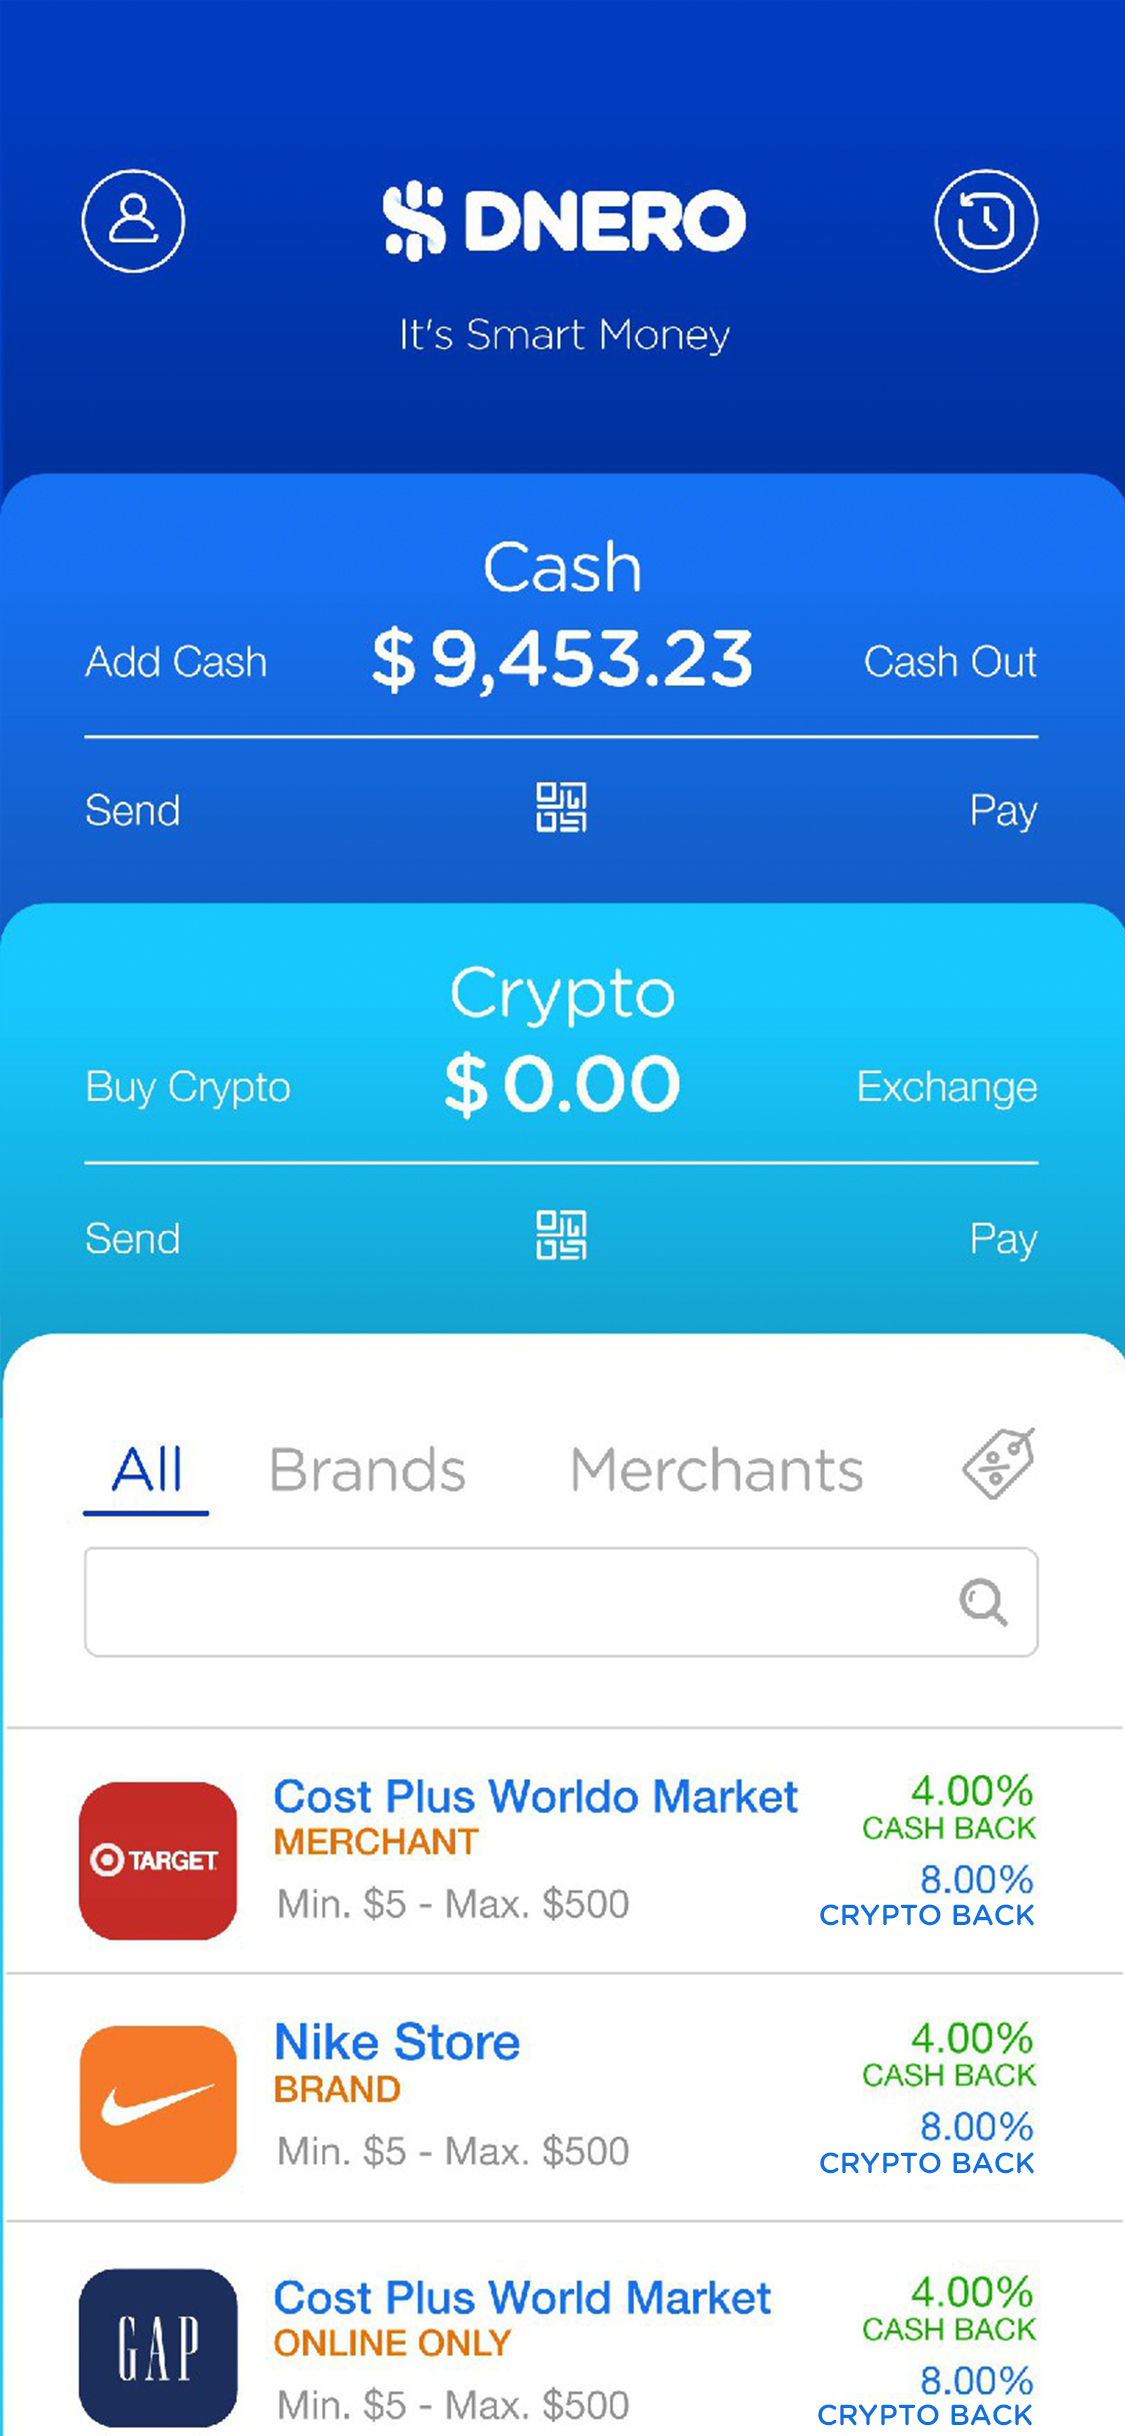 DNERO
It's Smart Money
Cash
Add Cash $9,453.23 Cash Out
Send Pay
Crypto
Buy Crypto $0.00 Exchange
Send Pay
All Brands Merchants
TARGET
Cost Plus Worldo Market
MERCHANT
Min. $5 - Max. $500
4.00%
CASH BACK
8.00%
CRYPTO BACK
Nike Store
BRAND
Min. $5 - Max. $500
4.00%
CASH BACK
8.00%
CRYPTO BACK
GAP
Cost Plus World Market
ONLINE ONLY
Min. $5 - Max. $500
4.00%
CASH BACK
8.00%
CRYPTO BACK